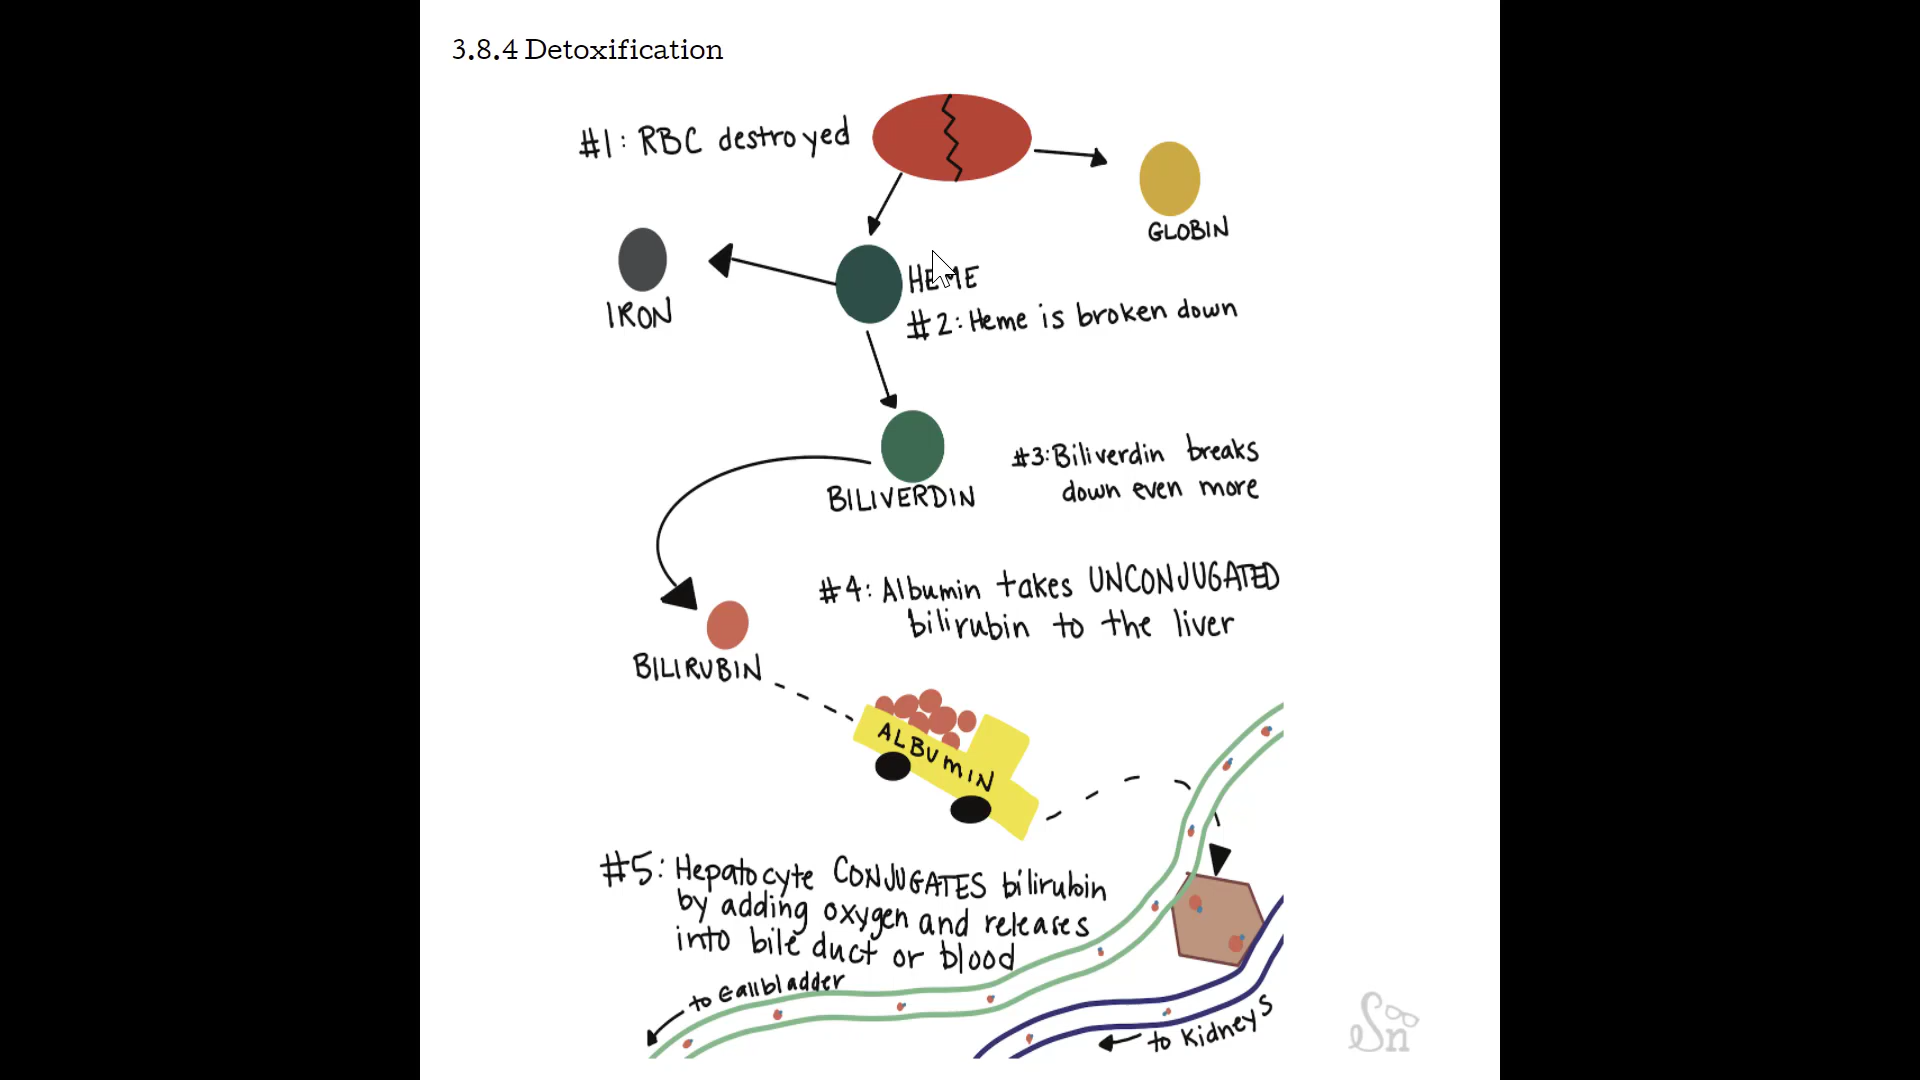 3.8.4 Detoxification
#1: RBC destroyed
GLOBIN
HEME
IRON
#2: Heme is broken down
#3: Biliverdin breaks
down even more
BILIVERDIN
#4: Albumin takes UNCONJUGATED
bilirubin to the liver
BILIRUBIN
ALBUMIN
#5: Hepatocyte CONJUGATES bilirubin
by adding oxygen and releases
into bile duct or blood
to Gallbladder
to Kidneys
Sn